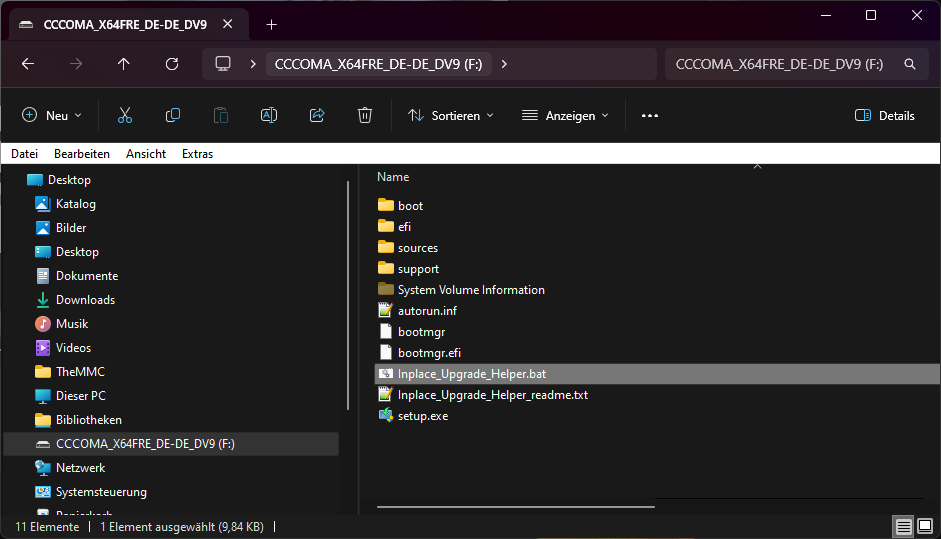 CCCOMA_X64FRE_DE-DE_DV9
CCCOMA_X64FRE_DE-DE_DV9 (F:)
CCCOMA_X64FRE_DE-DE_DV9 (F:)
Neu
Sortieren
Anzeigen
Details
Datei Bearbeiten Ansicht Extras
Desktop
Katalog
Bilder
Desktop
Dokumente
Downloads
Musik
Videos
TheMMC
Dieser PC
Bibliotheken
CCCOMA_X64FRE_DE-DE_DV9 (F:)
Netzwerk
Systemsteuerung
Papierkorb
Name
boot
efi
sources
support
System Volume Information
autorun.inf
bootmgr
bootmgr.efi
Inplace_Upgrade_Helper.bat
Inplace_Upgrade_Helper_readme.txt
setup.exe
11 Elemente
1 Element ausgewählt (9,84 KB)